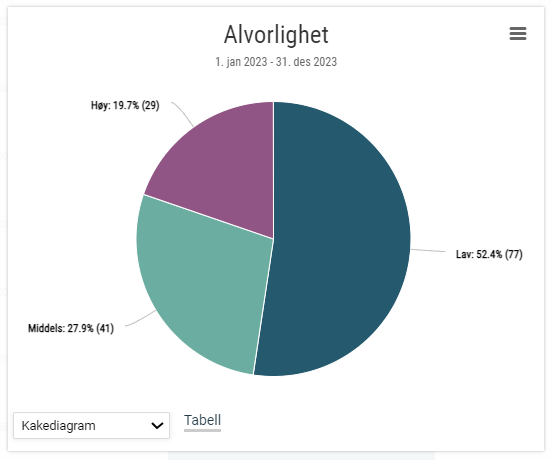 Alvorlighet
1. jan 2023 - 31. des 2023
Høy: 19.7% (29)
Lav: 52.4% (77)
Middels: 27.9% (41)
Kakediagram
Tabell